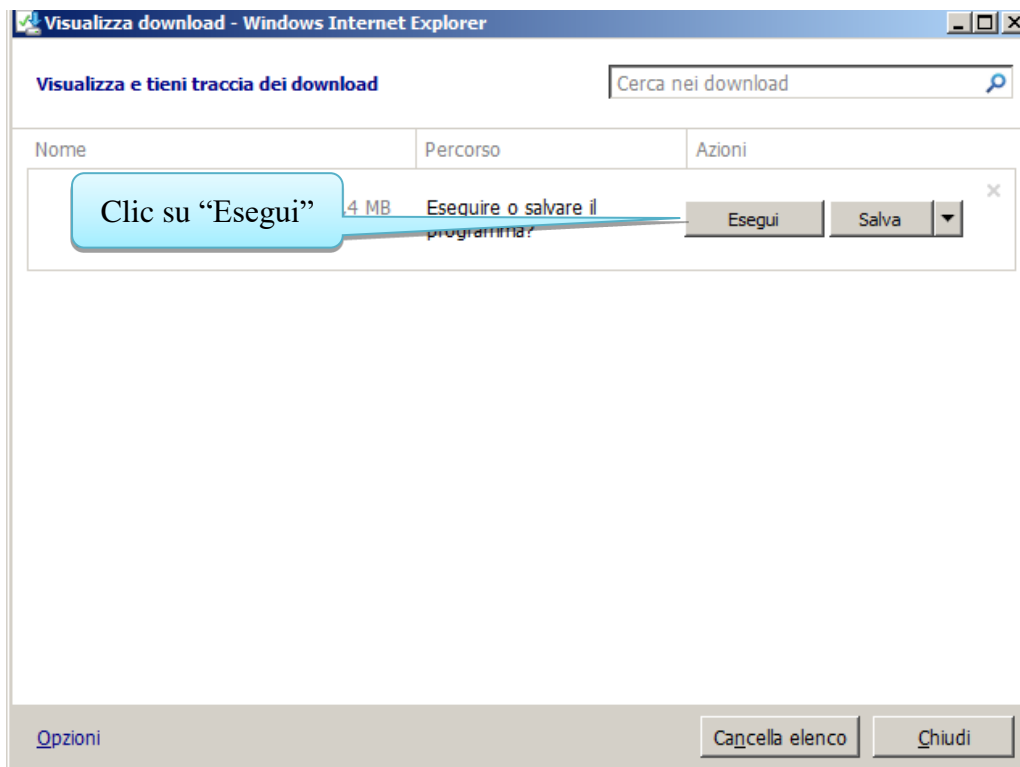 Visualizza download - Windows Internet Explorer
Visualizza e tieni traccia dei download
Cerca nei download
Nome Percorso Azioni
Clic su “Esegui” ,4 MB Eseguire o salvare il Esegui Salva
programma?
Opzioni Cancella elenco Chiudi